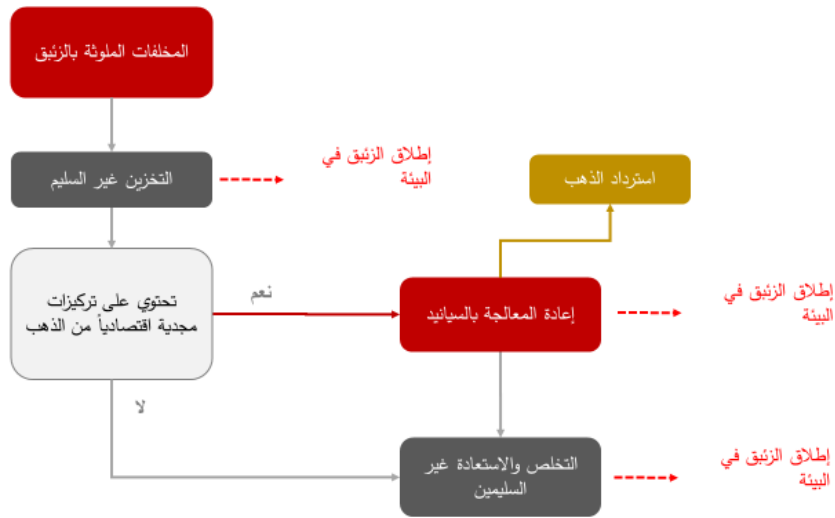 المخلفات الملوثة بالزئبق
التخزين غير السليم
إطلاق الزئبق في
البيئة
استرداد الذهب
تحتوي على تركيزات
مجدية اقتصادياً من الذهب
نعم
إعادة المعالجة بالسيانيد
إطلاق الزئبق في
البيئة
لا
التخلص والاستعادة غير
السليمين
إطلاق الزئبق في
البيئة